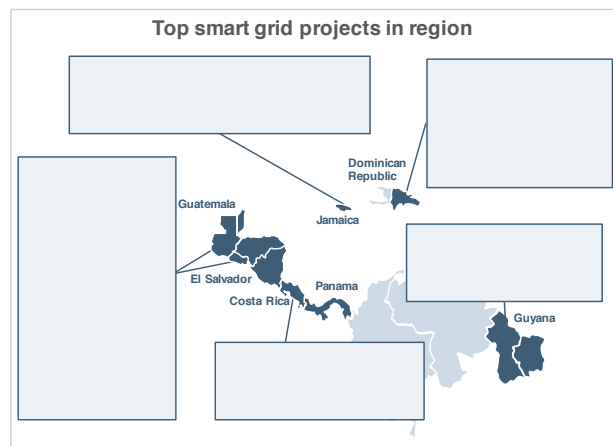 Top smart grid projects in region
Dominican
Republic
Guatemala
Jamaica
El Salvador
Panama
Costa Rica
Guyana